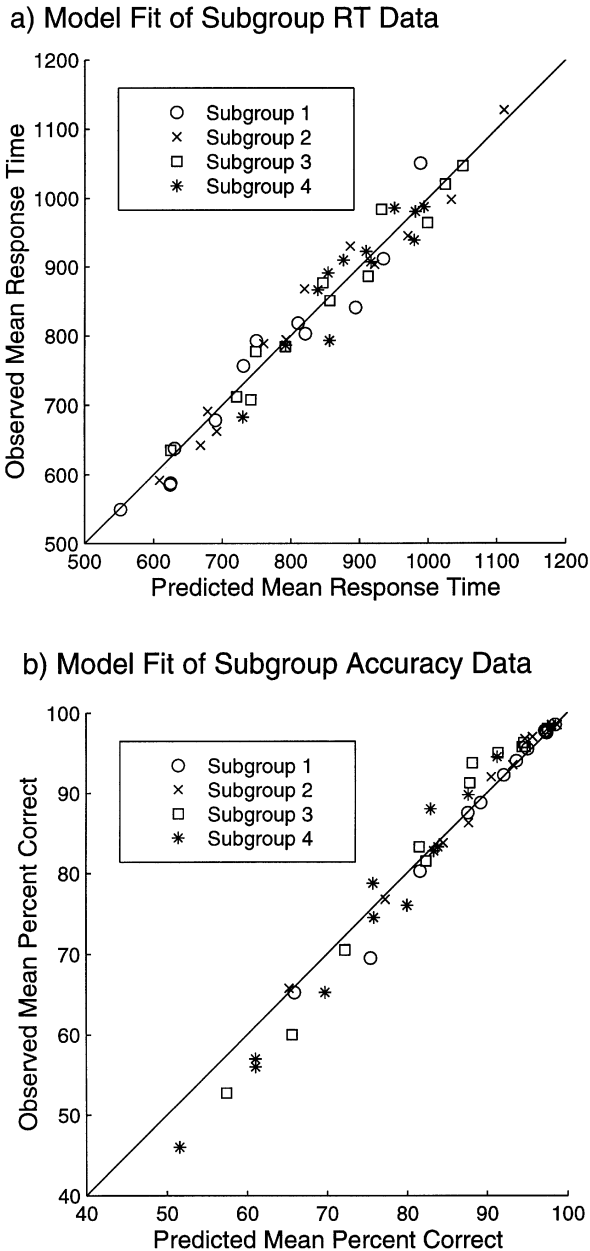 a) Model Fit of Subgroup RT Data
1200
1100
1000
900
800
700
600
500
Observed Mean Response Time
Subgroup 1
Subgroup 2
Subgroup 3
Subgroup 4
500 600 700 800 900 1000 1100 1200
Predicted Mean Response Time
b) Model Fit of Subgroup Accuracy Data
100
90
80
70
60
50
40
Observed Mean Percent Correct
Subgroup 1
Subgroup 2
Subgroup 3
Subgroup 4
40 50 60 70 80 90 100
Predicted Mean Percent Correct